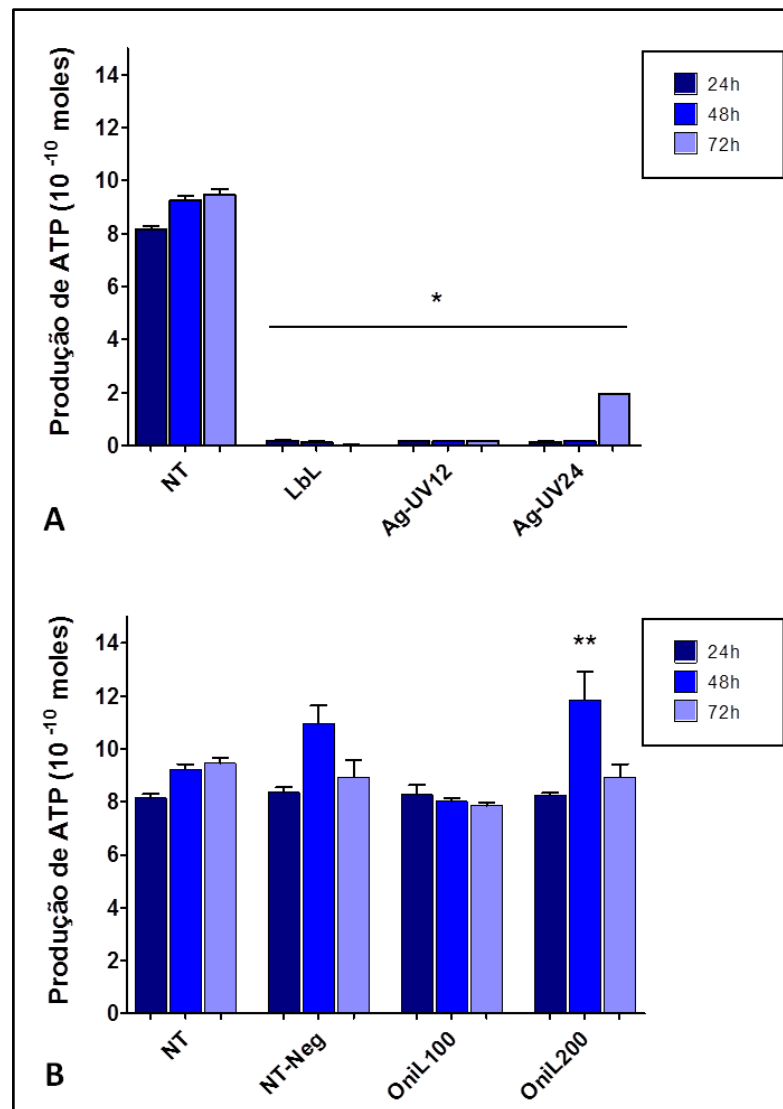 Produção de ATP (10 ⁻¹⁰ moles)
14
12
10
8
6
4
2
0
24h
48h
72h
*
NT
LbL
Ag-UV12
Ag-UV24
A
Produção de ATP (10 ⁻¹⁰ moles)
14
12
10
8
6
4
2
0
24h
48h
72h
**
NT
NT-Neg
OniL100
OniL200
B